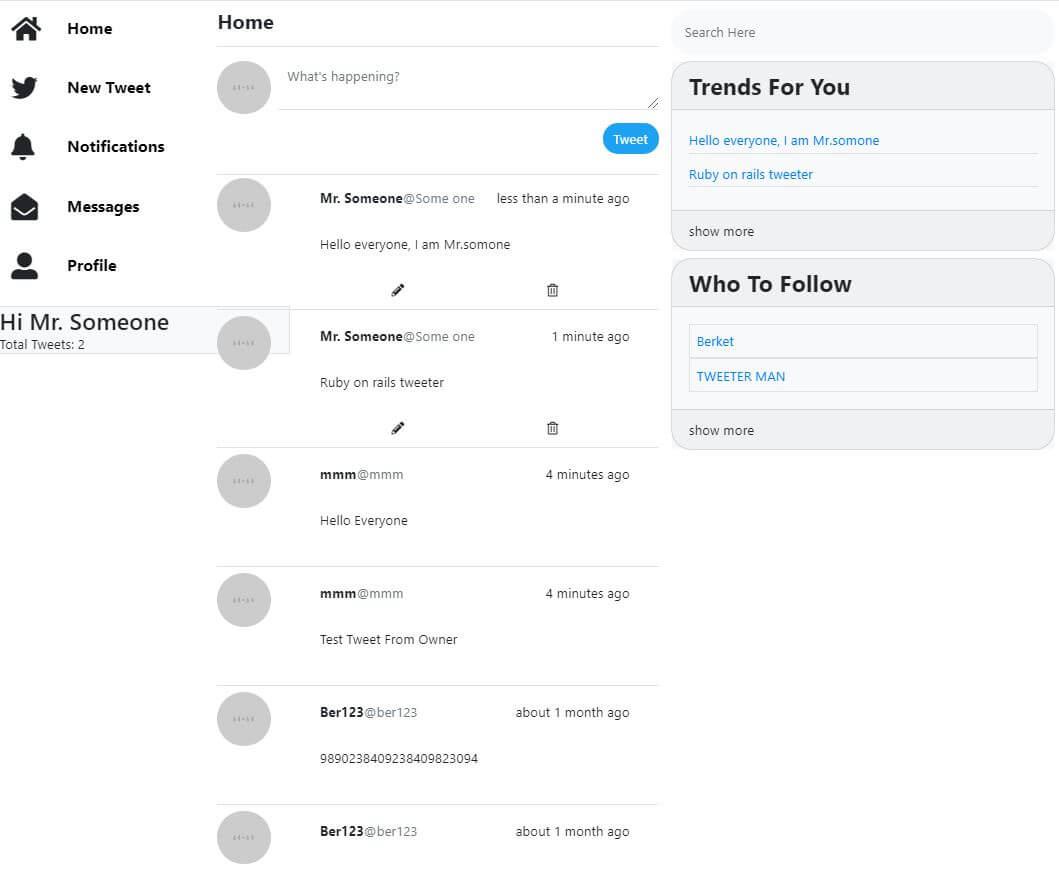 Home
New Tweet
Notifications
Messages
Profile
Hi Mr. Someone
Total Tweets: 2
Home
What's happening?
Tweet
Mr. Someone@Some one less than a minute ago
Hello everyone, I am Mr.somone
Mr. Someone@Some one 1 minute ago
Ruby on rails tweeter
mmm@mmm 4 minutes ago
Hello Everyone
mmm@mmm 4 minutes ago
Test Tweet From Owner
Ber123@ber123 about 1 month ago
9890238409238409823094
Ber123@ber123 about 1 month ago
Search Here
Trends For You
Hello everyone, I am Mr.somone
Ruby on rails tweeter
show more
Who To Follow
Berket
TWEETER MAN
show more